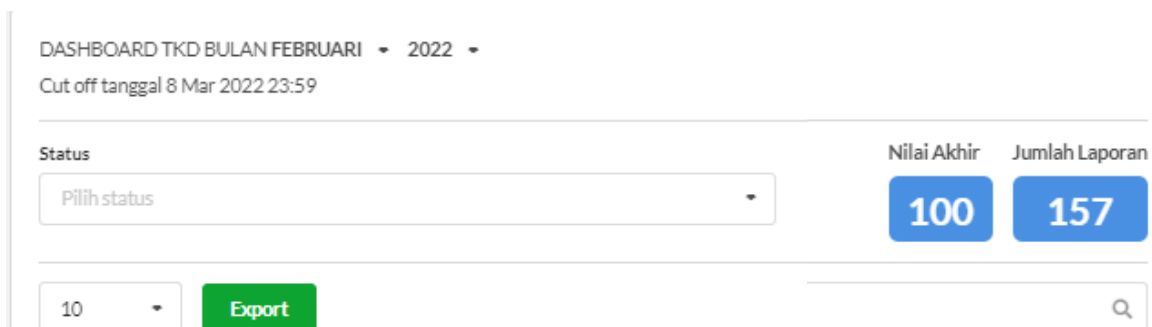 DASHBOARD TKD BULAN FEBRUARI 2022
Cut off tanggal 8 Mar 2022 23:59
Status
Pilih status
Nilai Akhir Jumlah Laporan
100 157
10 Export